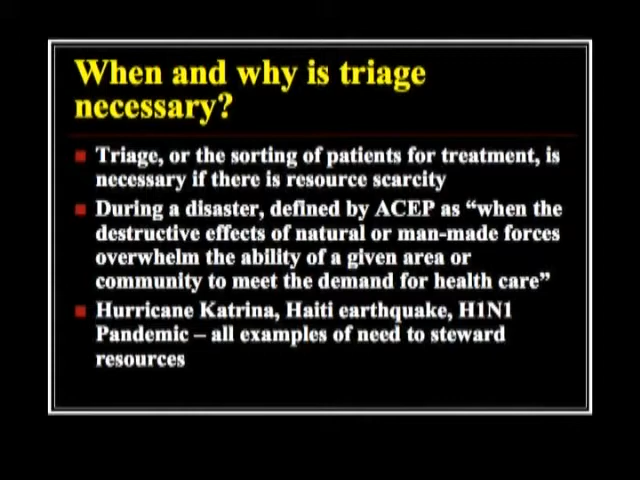 When and why is triage
necessary?
Triage, or the sorting of patients for treatment, is
necessary if there is resource scarcity
During a disaster, defined by ACEP as “when the
destructive effects of natural or man-made forces
overwhelm the ability of a given area or
community to meet the demand for health care”
Hurricane Katrina, Haiti earthquake, H1N1
Pandemic – all examples of need to steward
resources